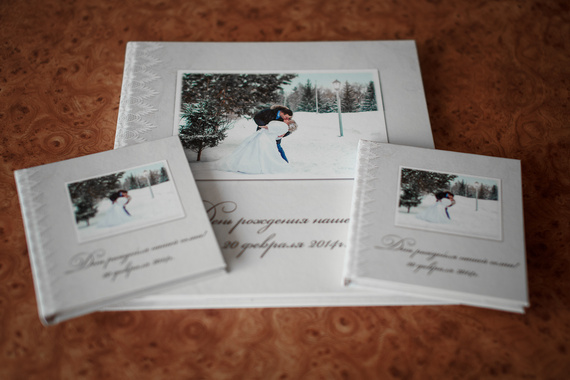 День рождения наше
20 февраля 2014г.
День рождения нашей семьи!
20 февраля 2014г.
День рождения нашей семьи!
20 февраля 2014г.